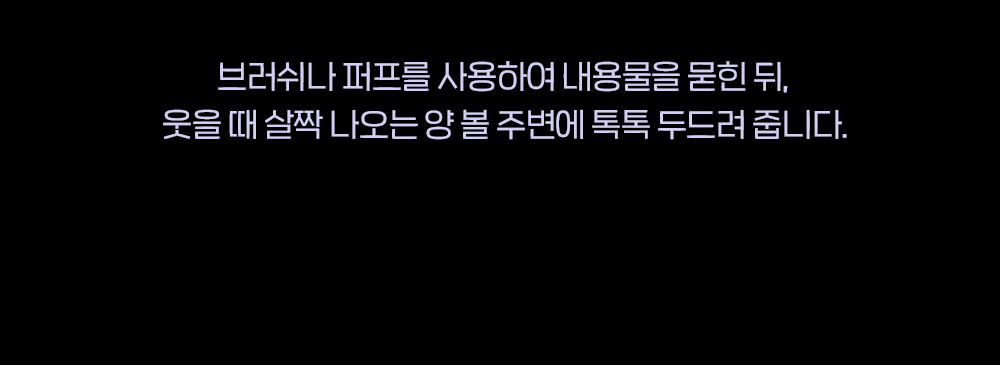 브러쉬나 퍼프를 사용하여 내용물을 묻힌 뒤,
웃을 때 살짝 나오는 양 볼 주변에 톡톡 두드려 줍니다.